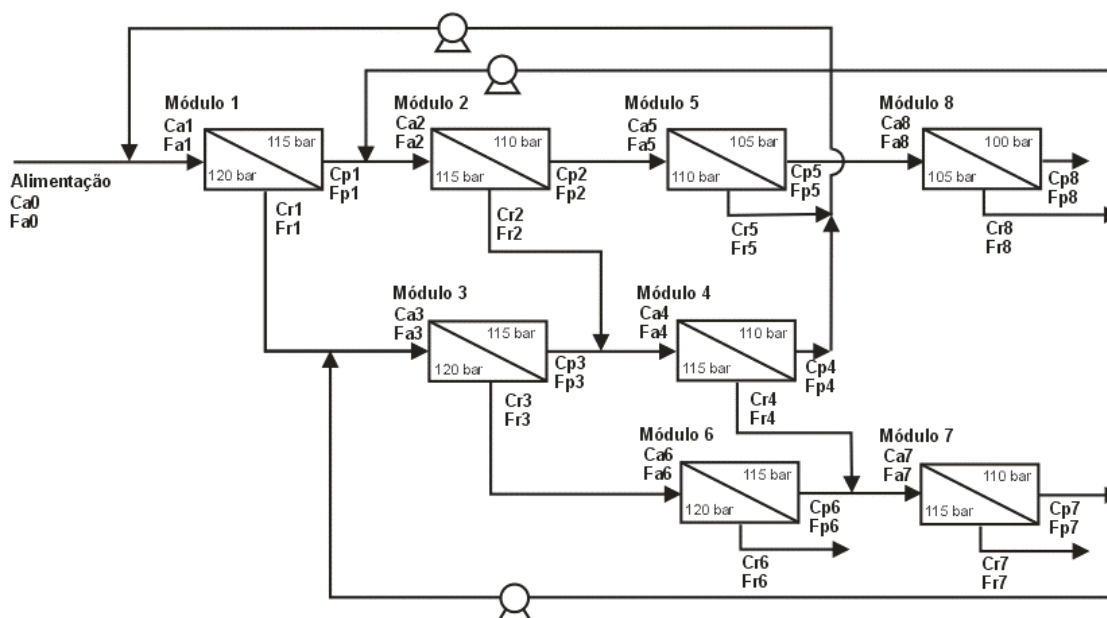 Módulo 1
Ca1
Fa1
115 bar
120 bar
Cp1
Fp1
Cr1
Fr1
Módulo 2
Ca2
Fa2
110 bar
115 bar
Cp2
Fp2
Cr2
Fr2
Módulo 5
Ca5
Fa5
105 bar
110 bar
Cp5
Fp5
Cr5
Fr5
Módulo 8
Ca8
Fa8
100 bar
105 bar
Cp8
Fp8
Cr8
Fr8
Alimentação
Ca0
Fa0
Módulo 3
Ca3
Fa3
115 bar
120 bar
Cp3
Fp3
Cr3
Fr3
Módulo 4
Ca4
Fa4
110 bar
115 bar
Cp4
Fp4
Cr4
Fr4
Módulo 6
Ca6
Fa6
115 bar
120 bar
Cp6
Fp6
Cr6
Fr6
Módulo 7
Ca7
Fa7
110 bar
115 bar
Cp7
Fp7
Cr7
Fr7